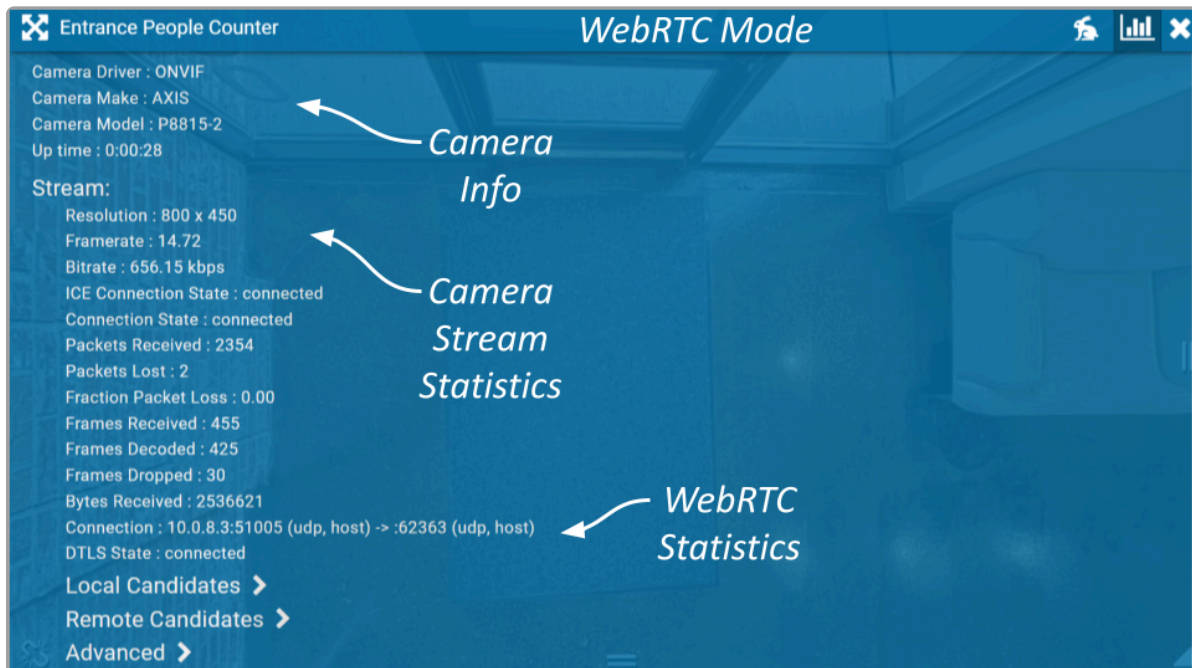 Entrance People Counter
WebRTC Mode
Camera Driver : ONVIF
Camera Make : AXIS
Camera Model : P8815-2
Up time : 0:00:28
Camera
Info
Stream:
Resolution : 800 x 450
Framerate : 14.72
Bitrate : 656.15 kbps
ICE Connection State : connected
Connection State : connected
Packets Received : 2354
Packets Lost : 2
Fraction Packet Loss : 0.00
Frames Received : 455
Frames Decoded : 425
Frames Dropped : 30
Bytes Received : 2536621
Connection : 10.0.8.3:51005 (udp, host) -> :62363 (udp, host)
DTLS State : connected
Camera
Stream
Statistics
WebRTC
Statistics
Local Candidates
Remote Candidates
Advanced